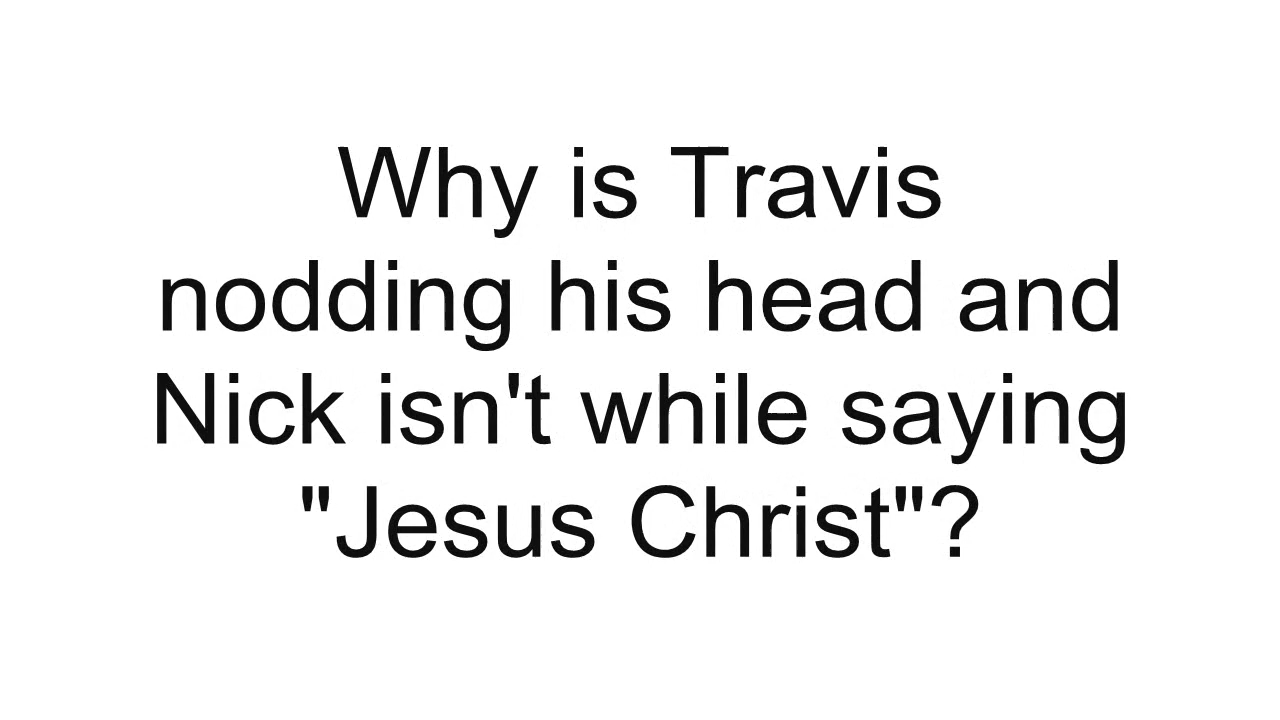 Why is Travis
nodding his head and
Nick isn't while saying
"Jesus Christ"?